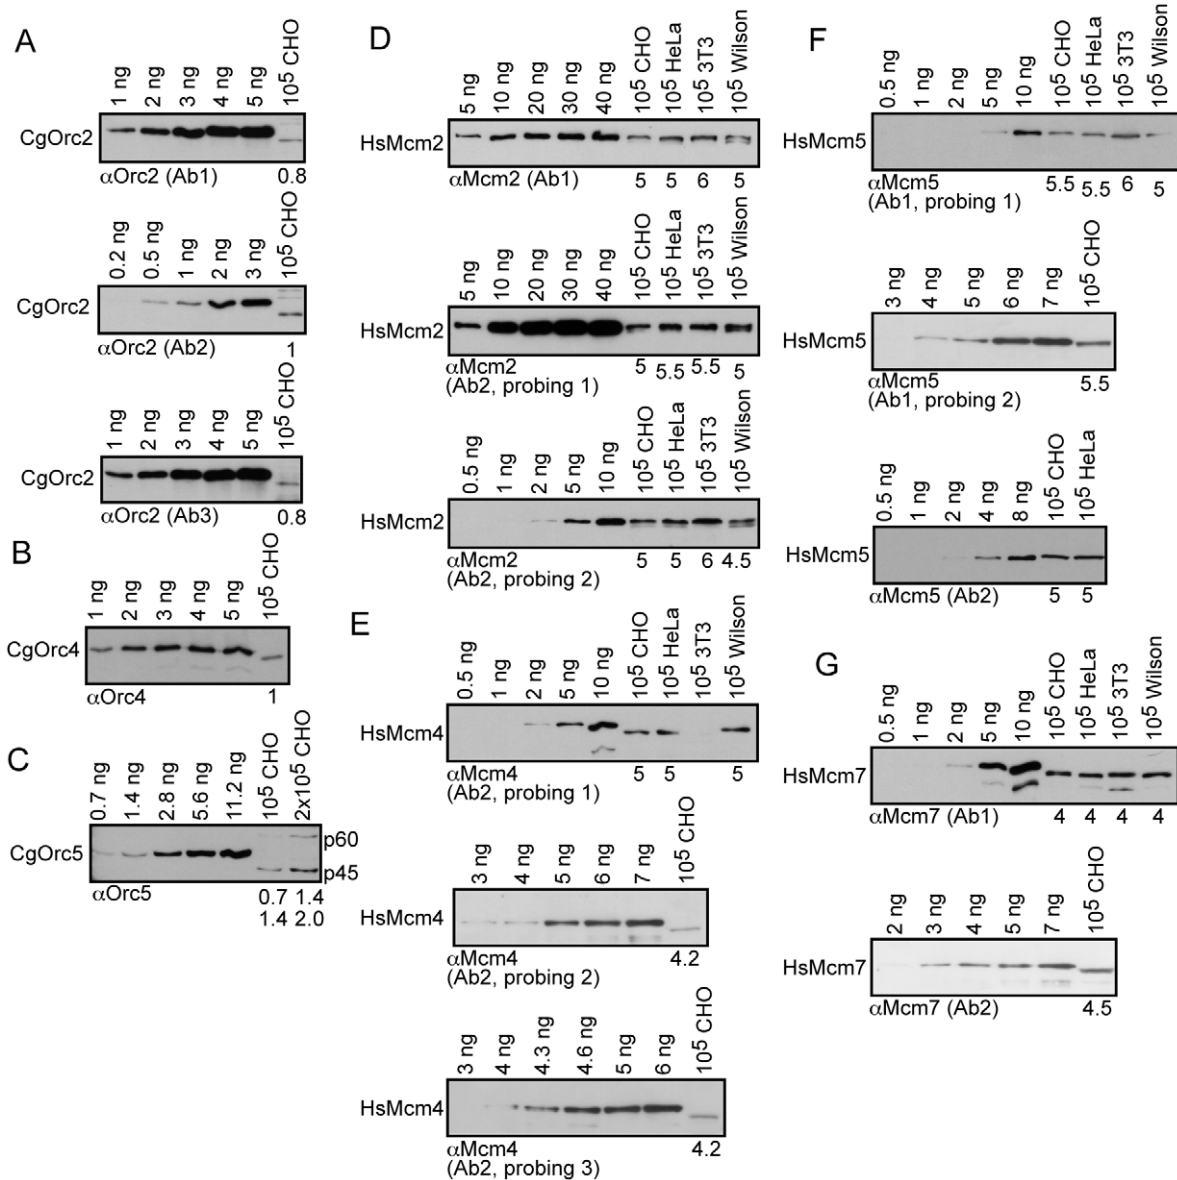 A
1 ng 2 ng 3 ng 4 ng 5 ng 10⁵ CHO
CgOrc2
αOrc2 (Ab1) 0.8
0.2 ng 0.5 ng 1 ng 2 ng 3 ng 10⁵ CHO
CgOrc2
αOrc2 (Ab2) 1
1 ng 2 ng 3 ng 4 ng 5 ng 10⁵ CHO
CgOrc2
αOrc2 (Ab3) 0.8
B
1 ng 2 ng 3 ng 4 ng 5 ng 10⁵ CHO
CgOrc4
αOrc4 1
C
0.7 ng 1.4 ng 2.8 ng 5.6 ng 11.2 ng 10⁵ CHO 2x10⁵ CHO
p60
CgOrc5
p45
αOrc5 0.7 1.4
1.4 2.0
D
5 ng 10 ng 20 ng 30 ng 40 ng 10⁵ CHO 10⁵ HeLa 10⁵ 3T3 10⁵ Wilson
HsMcm2
αMcm2 (Ab1) 5 5 6 5
5 ng 10 ng 20 ng 30 ng 40 ng 10⁵ CHO 10⁵ HeLa 10⁵ 3T3 10⁵ Wilson
HsMcm2
αMcm2 5 5.5 5.5 5
(Ab2, probing 1)
0.5 ng 1 ng 2 ng 5 ng 10 ng 10⁵ CHO 10⁵ HeLa 10⁵ 3T3 10⁵ Wilson
HsMcm2
αMcm2 5 5 6 4.5
(Ab2, probing 2)
E
0.5 ng 1 ng 2 ng 5 ng 10 ng 10⁵ CHO 10⁵ HeLa 10⁵ 3T3 10⁵ Wilson
HsMcm4
αMcm4 5 5 5
(Ab2, probing 1)
3 ng 4 ng 5 ng 6 ng 7 ng 10⁵ CHO
HsMcm4
αMcm4 4.2
(Ab2, probing 2)
3 ng 4 ng 4.3 ng 4.6 ng 5 ng 6 ng 10⁵ CHO
HsMcm4
αMcm4 4.2
(Ab2, probing 3)
F
0.5 ng 1 ng 2 ng 5 ng 10 ng 10⁵ CHO 10⁵ HeLa 10⁵ 3T3 10⁵ Wilson
HsMcm5
αMcm5 5.5 5.5 6 5
(Ab1, probing 1)
3 ng 4 ng 5 ng 6 ng 7 ng 10⁵ CHO
HsMcm5
αMcm5 5.5
(Ab1, probing 2)
0.5 ng 1 ng 2 ng 4 ng 8 ng 10⁵ CHO 10⁵ HeLa
HsMcm5
αMcm5 (Ab2) 5 5
G
0.5 ng 1 ng 2 ng 5 ng 10 ng 10⁵ CHO 10⁵ HeLa 10⁵ 3T3 10⁵ Wilson
HsMcm7
αMcm7 (Ab1) 4 4 4 4
2 ng 3 ng 4 ng 5 ng 7 ng 10⁵ CHO
HsMcm7
αMcm7 (Ab2) 4.5